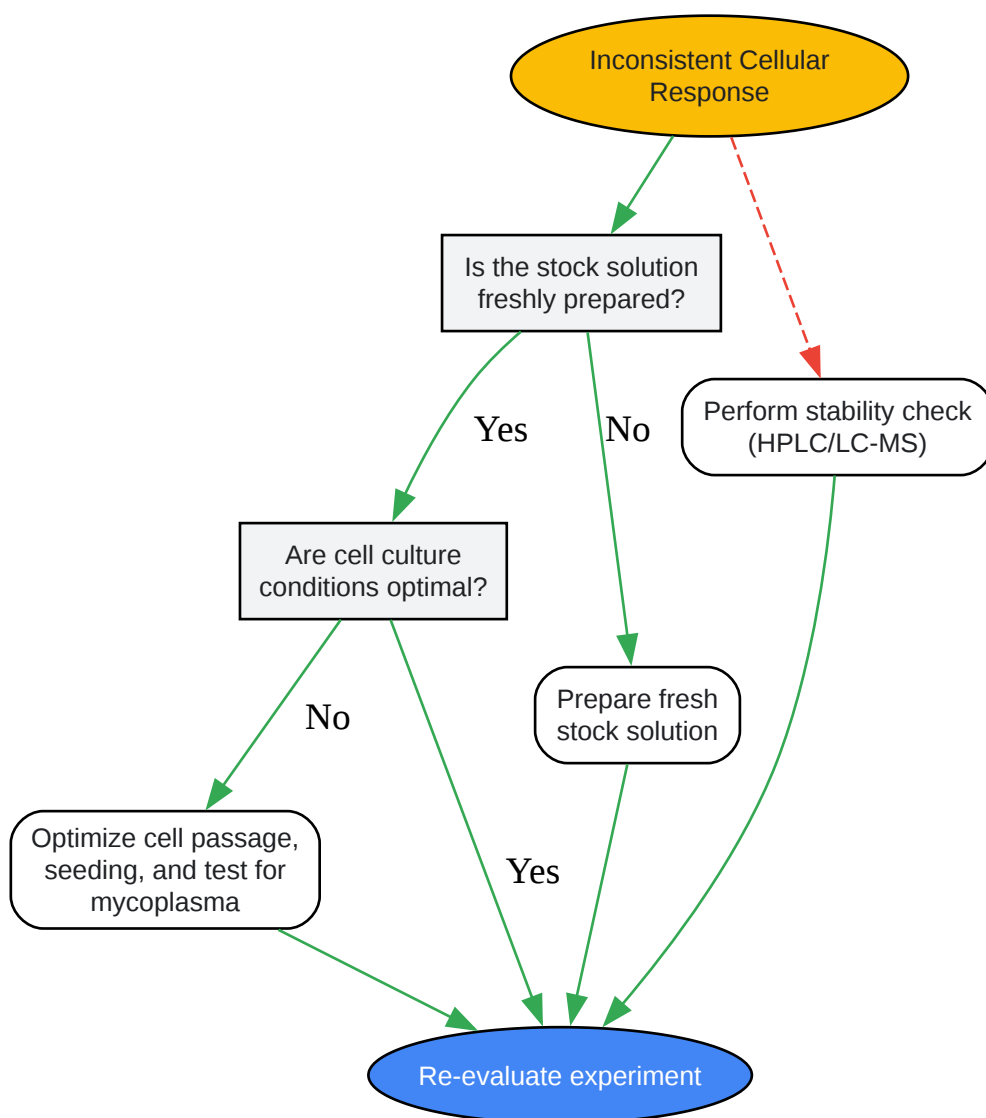 Inconsistent Cellular
Response
Is the stock solution
freshly prepared?
Perform stability check
(HPLC/LC-MS)
Yes
No
Are cell culture
conditions optimal?
No
Prepare fresh
stock solution
Optimize cell passage,
seeding, and test for
mycoplasma
Yes
Re-evaluate experiment